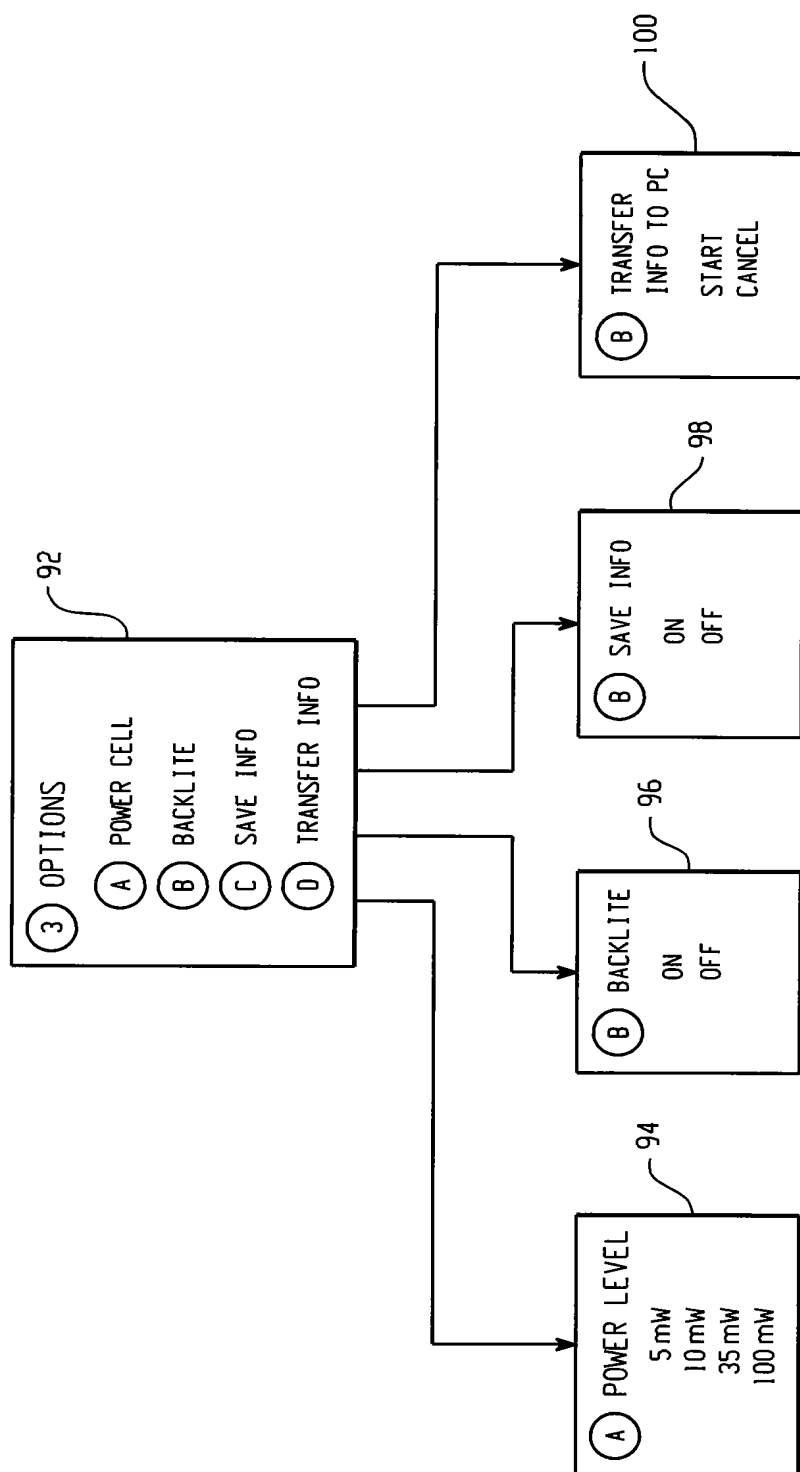 92
3 OPTIONS
A POWER CELL
B BACKLITE
C SAVE INFO
D TRANSFER INFO
94
A POWER LEVEL
5 mW
10 mW
35 mW
100 mW
96
B BACKLITE
ON
OFF
98
B SAVE INFO
ON
OFF
100
B TRANSFER
INFO TO PC
START
CANCEL